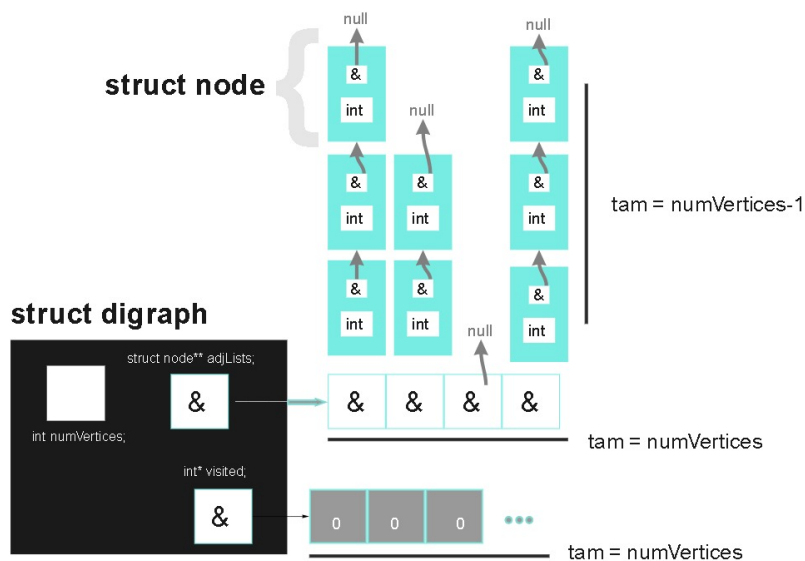 null
null
&
&
struct node
int
int
null
&
&
&
tam = numVertices-1
int
int
int
&
&
&
struct digraph
int
int
int
null
struct node** adjLists;
&
&
&
&
&
int numVertices;
tam = numVertices
int* visited;
&
0
0
0
tam = numVertices